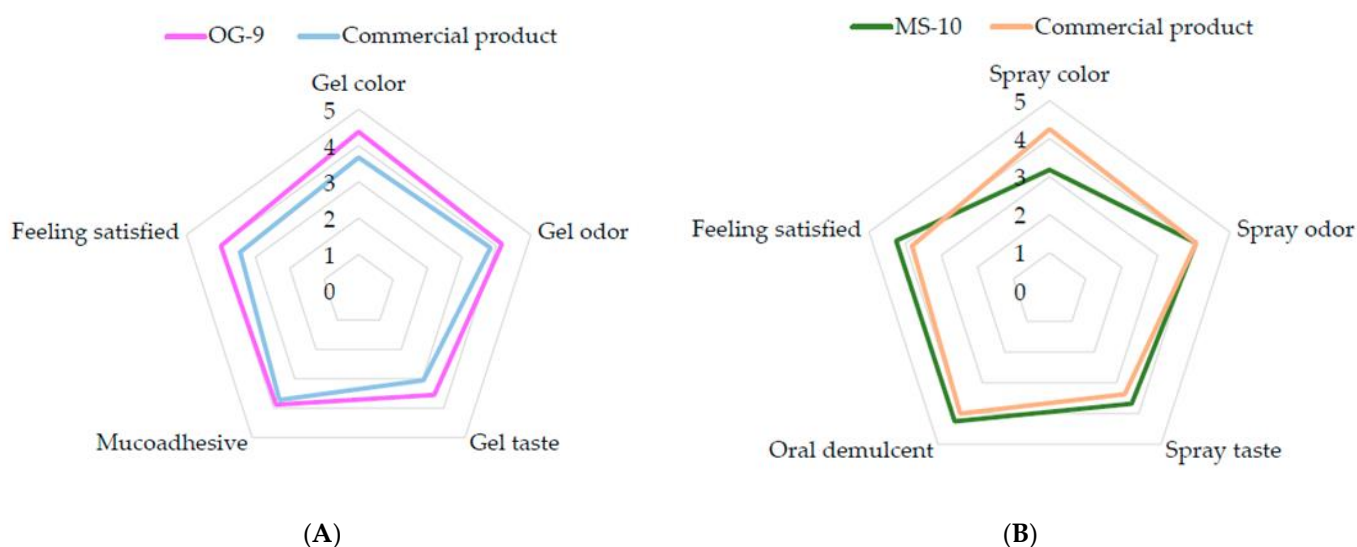 OG-9 Commercial product
Gel color
5
4
3
2
1
0
Feeling satisfied
Gel odor
Mucoadhesive
Gel taste
(A)
MS-10 Commercial product
Spray color
5
4
3
2
1
0
Feeling satisfied
Spray odor
Oral demulcent
Spray taste
(B)